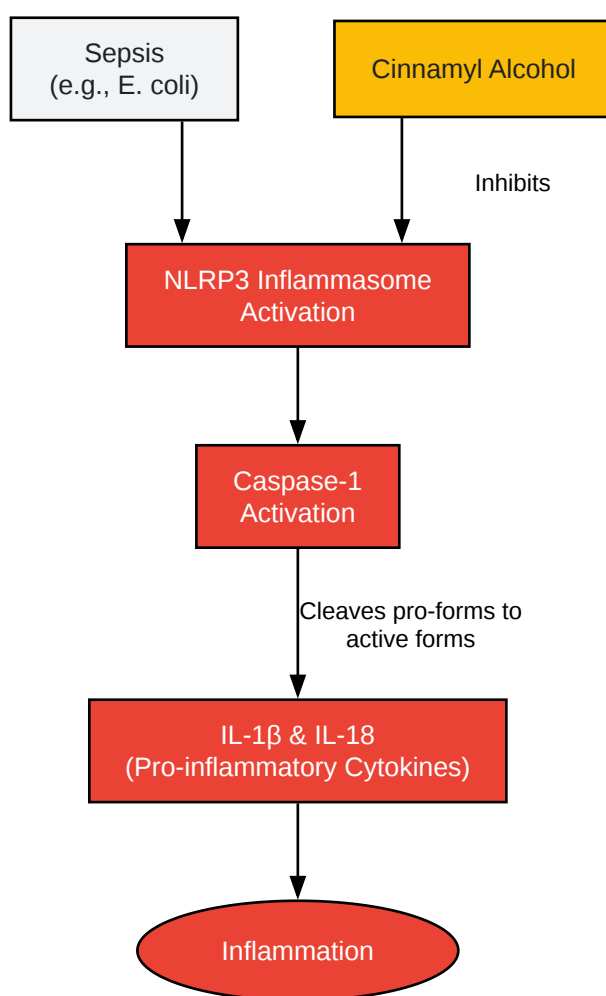 Sepsis
(e.g., E. coli)
Cinnamyl Alcohol
Inhibits
NLRP3 Inflammasome
Activation
Caspase-1
Activation
Cleaves pro-forms to
active forms
IL-1β & IL-18
(Pro-inflammatory Cytokines)
Inflammation